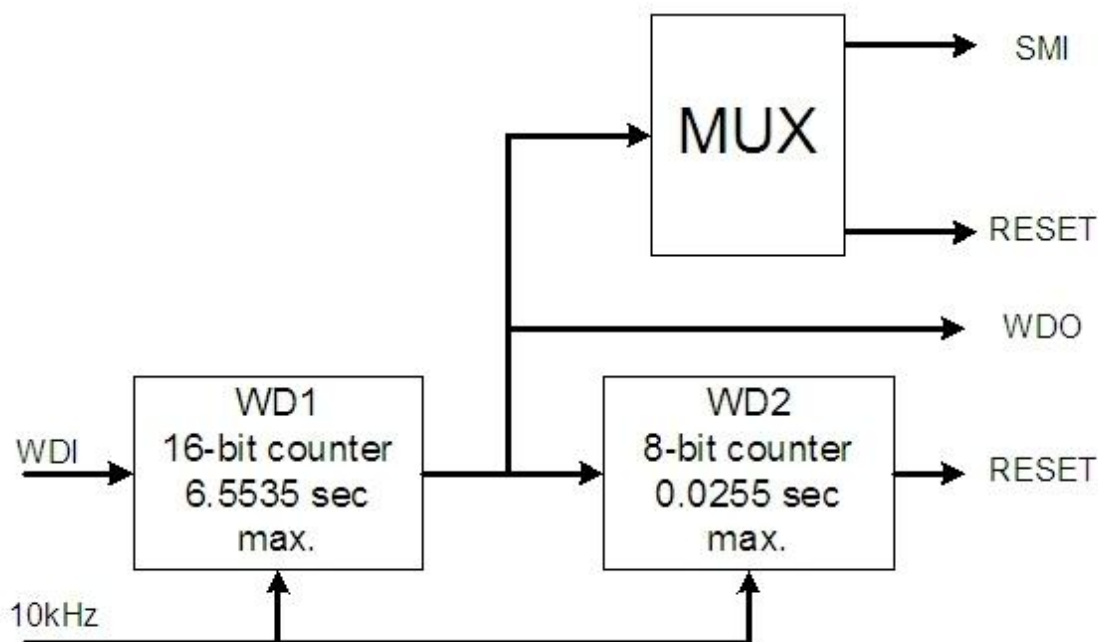 SMI
MUX
RESET
WDO
WDI
WD1
16-bit counter
6.5535 sec
max.
WD2
8-bit counter
0.0255 sec
max.
RESET
10kHz